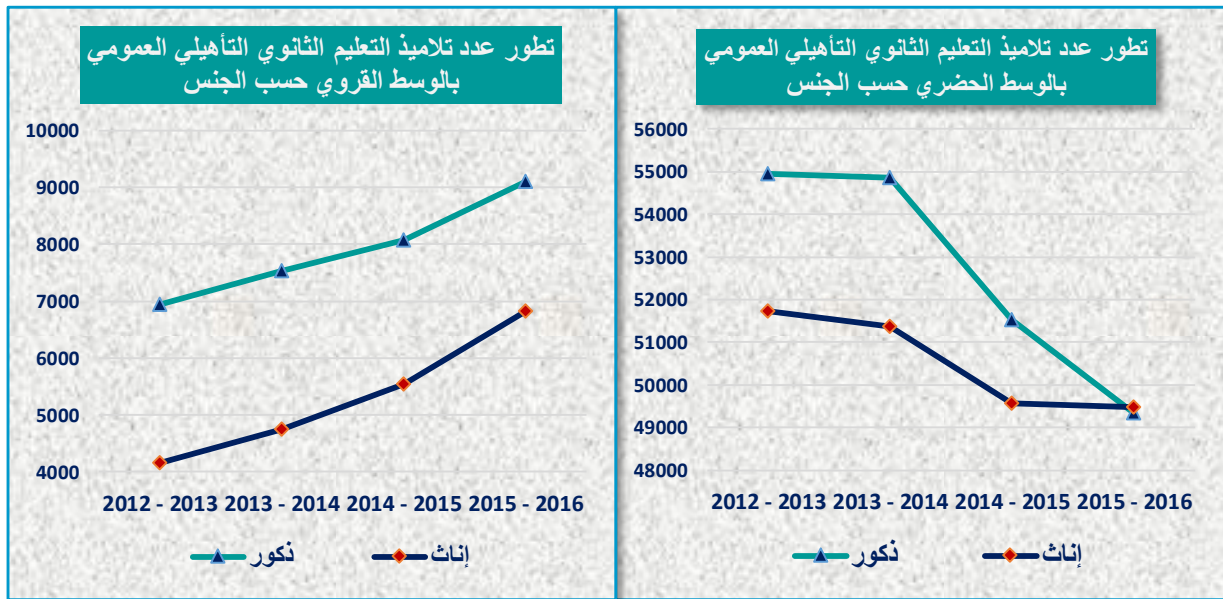 تطور عدد تلاميذ التعليم الثانوي التأهيلي العمومي
بالوسط الحضري حسب الجنس
56000
55000
54000
53000
52000
51000
50000
49000
48000
2012 - 2013 2013 - 2014 2014 - 2015 2015 - 2016
ذكور إناث
تطور عدد تلاميذ التعليم الثانوي التأهيلي العمومي
بالوسط القروي حسب الجنس
10000
9000
8000
7000
6000
5000
4000
2012 - 2013 2013 - 2014 2014 - 2015 2015 - 2016
ذكور إناث